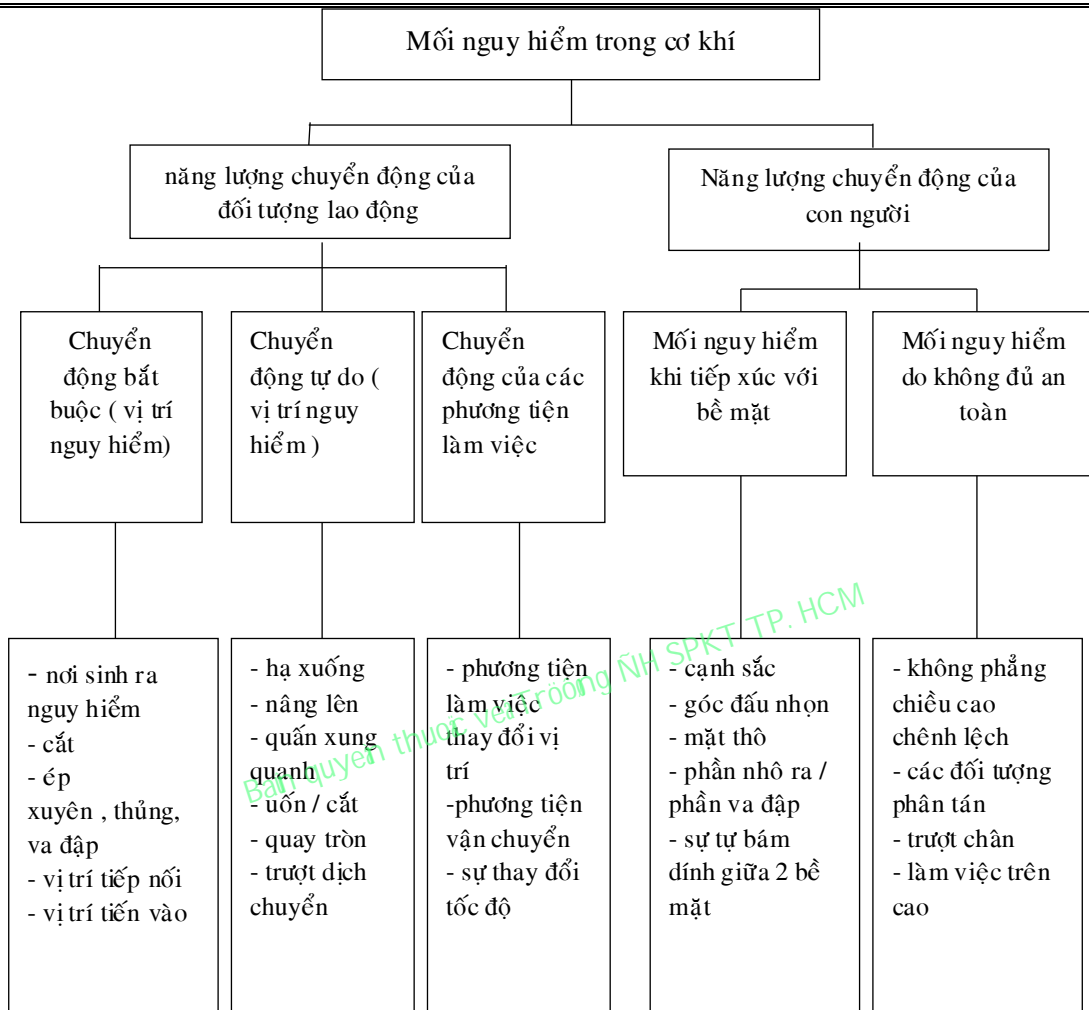 Mối nguy hiểm trong cơ khí
năng lượng chuyển động của
đối tượng lao động
Năng lượng chuyển động của
con người
Chuyển
động bắt
buộc ( vị trí
nguy hiểm)
Chuyển
động tự do (
vị trí nguy
hiểm )
Chuyển
động của các
phương tiện
làm việc
Mối nguy hiểm
khi tiếp xúc với
bề mặt
Mối nguy hiểm
do không đủ an
toàn
- nơi sinh ra
nguy hiểm
- cắt
- ép
xuyên , thủng,
va đập
- vị trí tiếp nối
- vị trí tiến vào
- hạ xuống
- nâng lên
- quấn xung
quanh
- uốn / cắt
- quay tròn
- trượt dịch
chuyển
- phương tiện
làm việc
thay đổi vị
trí
-phương tiện
vận chuyển
- sự thay đổi
tốc độ
- cạnh sắc
- góc đấu nhọn
- mặt thô
- phần nhô ra /
phần va đập
- sự tự bám
dính giữa 2 bề
mặt
- không phẳng
chiều cao
chênh lệch
- các đối tượng
phân tán
- trượt chân
- làm việc trên
cao
ÑH SPKT TP. HCM